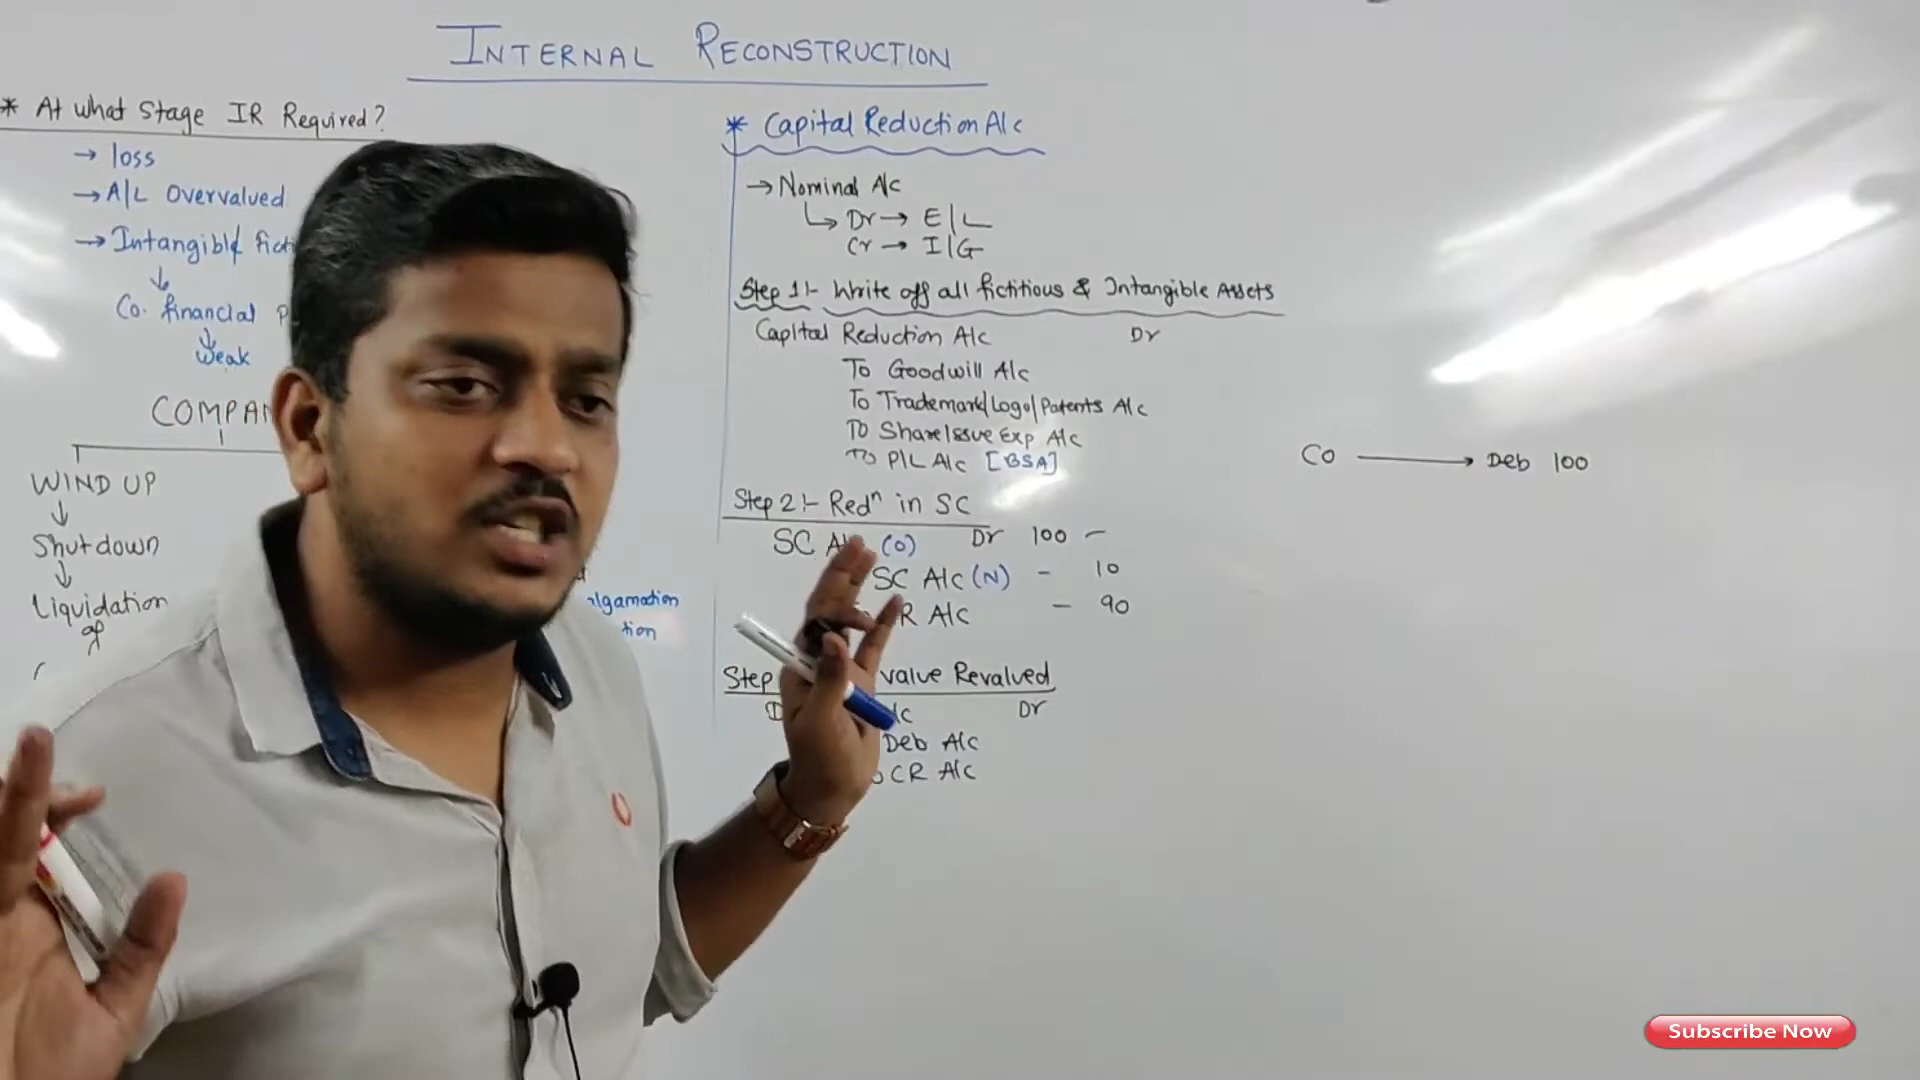 INTERNAL RECONSTRUCTION
* At what Stage IR Required?
→ loss
→ A/L Overvalued
→ Intangible
Co. financial
weak
WIND UP
Shutdown
Liquidation
of
* Capital Reduction A/c
→ Nominal A/c
Dr → E/L
Cr → I/G
Step 1:- Write off all fictitious & Intangible Assets
Capital Reduction A/c Dr
To Goodwill A/c
To Trademark/Logo/Patents A/c
To Share Issue Exp A/c
To P/L A/c [BSA]
Step 2:- Redⁿ in SC
SC (O) Dr 100 -
SC A/c (N) - 10
A/c - 90
Step value Revalued
Dr
Deb A/c
CR A/c
Co → Deb 100
Subscribe Now